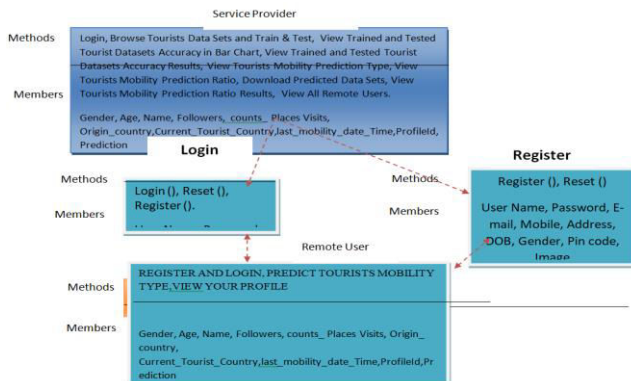 Service Provider
Methods
Login, Browse Tourists Data Sets and Train & Test, View Trained and Tested
Tourist Datasets Accuracy in Bar Chart, View Trained and Tested Tourist
Datasets Accuracy Results, View Tourists Mobility Prediction Type, View
Tourists Mobility Prediction Ratio, Download Predicted Data Sets, View
Tourists Mobility Prediction Ratio Results, View All Remote Users.
Members
Gender, Age, Name, Followers, counts_ Places Visits,
Origin_country,Current_Tourist_Country,last_mobility_date_Time,ProfileId,
Prediction
Login
Methods
Login (), Reset (),
Register ().
Members
Register
Methods
Register (), Reset ()
Members
User Name, Password, E-
mail, Mobile, Address,
DOB, Gender, Pin code,
Image
Remote User
Methods
REGISTER AND LOGIN, PREDICT TOURISTS MOBILITY
TYPE,VIEW YOUR PROFILE
Members
Gender, Age, Name, Followers, counts_ Places Visits, Origin_
country,
Current_Tourist_Country,last_mobility_date_Time,ProfileId,Pr
ediction